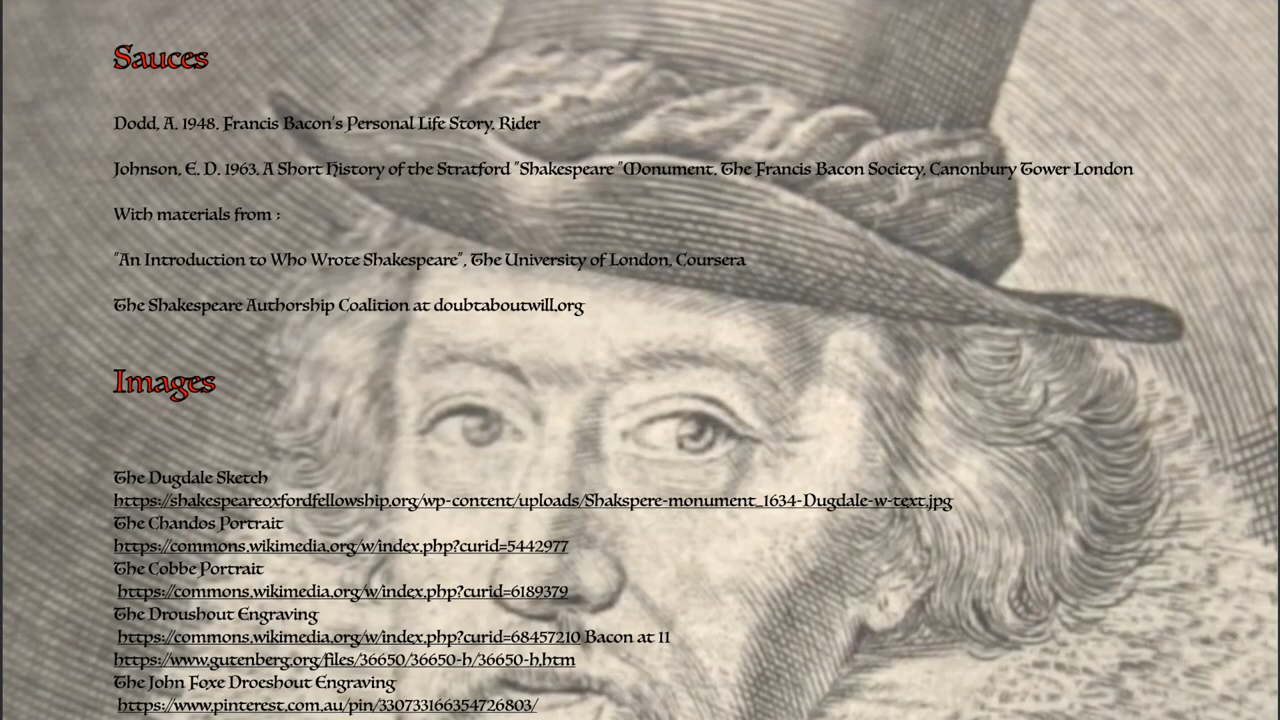 Sauces
Dodd, A. 1948. Francis Bacon's Personal Life Story. Rider
Johnson, E. D. 1963. A Short History of the Stratford "Shakespeare "Monument. The Francis Bacon Society, Canonbury Tower London
With materials from :
"An Introduction to Who Wrote Shakespeare", The University of London, Coursera
The Shakespeare Authorship Coalition at doubtaboutwill.org
Images
The Dugdale Sketch
https://shakespeareoxfordfellowship.org/wp-content/uploads/Shakspere-monument_1634-Dugdale-w-text.jpg
The Chandos Portrait
https://commons.wikimedia.org/w/index.php?curid=5442977
The Cobbe Portrait
https://commons.wikimedia.org/w/index.php?curid=6189379
The Droushout Engraving
https://commons.wikimedia.org/w/index.php?curid=68457210 Bacon at 11
https://www.gutenberg.org/files/36650/36650-h/36650-h.htm
The John Foxe Droeshout Engraving
https://www.pinterest.com.au/pin/330733166354726803/